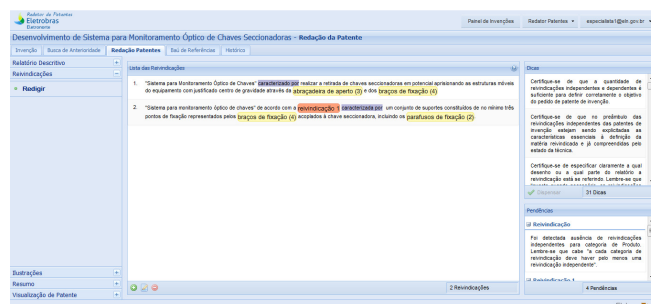 Redator de Patentes
Eletrobras
Eletronorte
Painel de Invenções
Redator Patentes
especialista1@eln.gov.br
Desenvolvimento de Sistema para Monitoramento Óptico de Chaves Seccionadoras - Redação da Patente
Invenção
Busca de Anterioridade
Redação Patentes
Baú de Referências
Histórico
Relatório Descritivo
Reivindicações
Redigir
Ilustrações
Resumo
Visualização de Patente
Lista das Reivindicações
1. "Sistema para Monitoramento Óptico de Chaves" caracterizado por realizar a retirada de chaves seccionadoras em potencial aprisionando as estruturas móveis
do equipamento com justificado centro de gravidade através da abraçadeira de aperto (3) e dos braços de fixação (4)
2. "Sistema para monitoramento óptico de chaves" de acordo com a reivindicação 1 caracterizada por um conjunto de suportes constituídos de no mínimo três
pontos de fixação representados pelos braços de fixação (4) acoplados à chave seccionadora, incluindo os parafusos de fixação (2)
2 Reivindicações
Dicas
Certifique-se de que a quantidade de
reivindicações independentes e dependentes é
suficiente para definir corretamente o objetivo
do pedido de patente de invenção.
Certifique-se de que no preâmbulo das
reivindicações independentes das patentes de
invenção estejam sendo explicitadas as
características essenciais à definição da
matéria reivindicada e já compreendidas pelo
estado da técnica.
Certifique-se de especificar claramente a qual
desenho ou a qual parte do relatório a
reivindicação está se referindo. Lembre-se que
Dispensar
31 Dicas
Pendências
Reivindicação
Foi detectada ausência de reivindicações
independentes para categoria de Produto.
Lembre-se que cabe "a cada categoria de
reivindicação deve haver pelo menos uma
reivindicação independente".
Reivindicação 1
4 Pendências